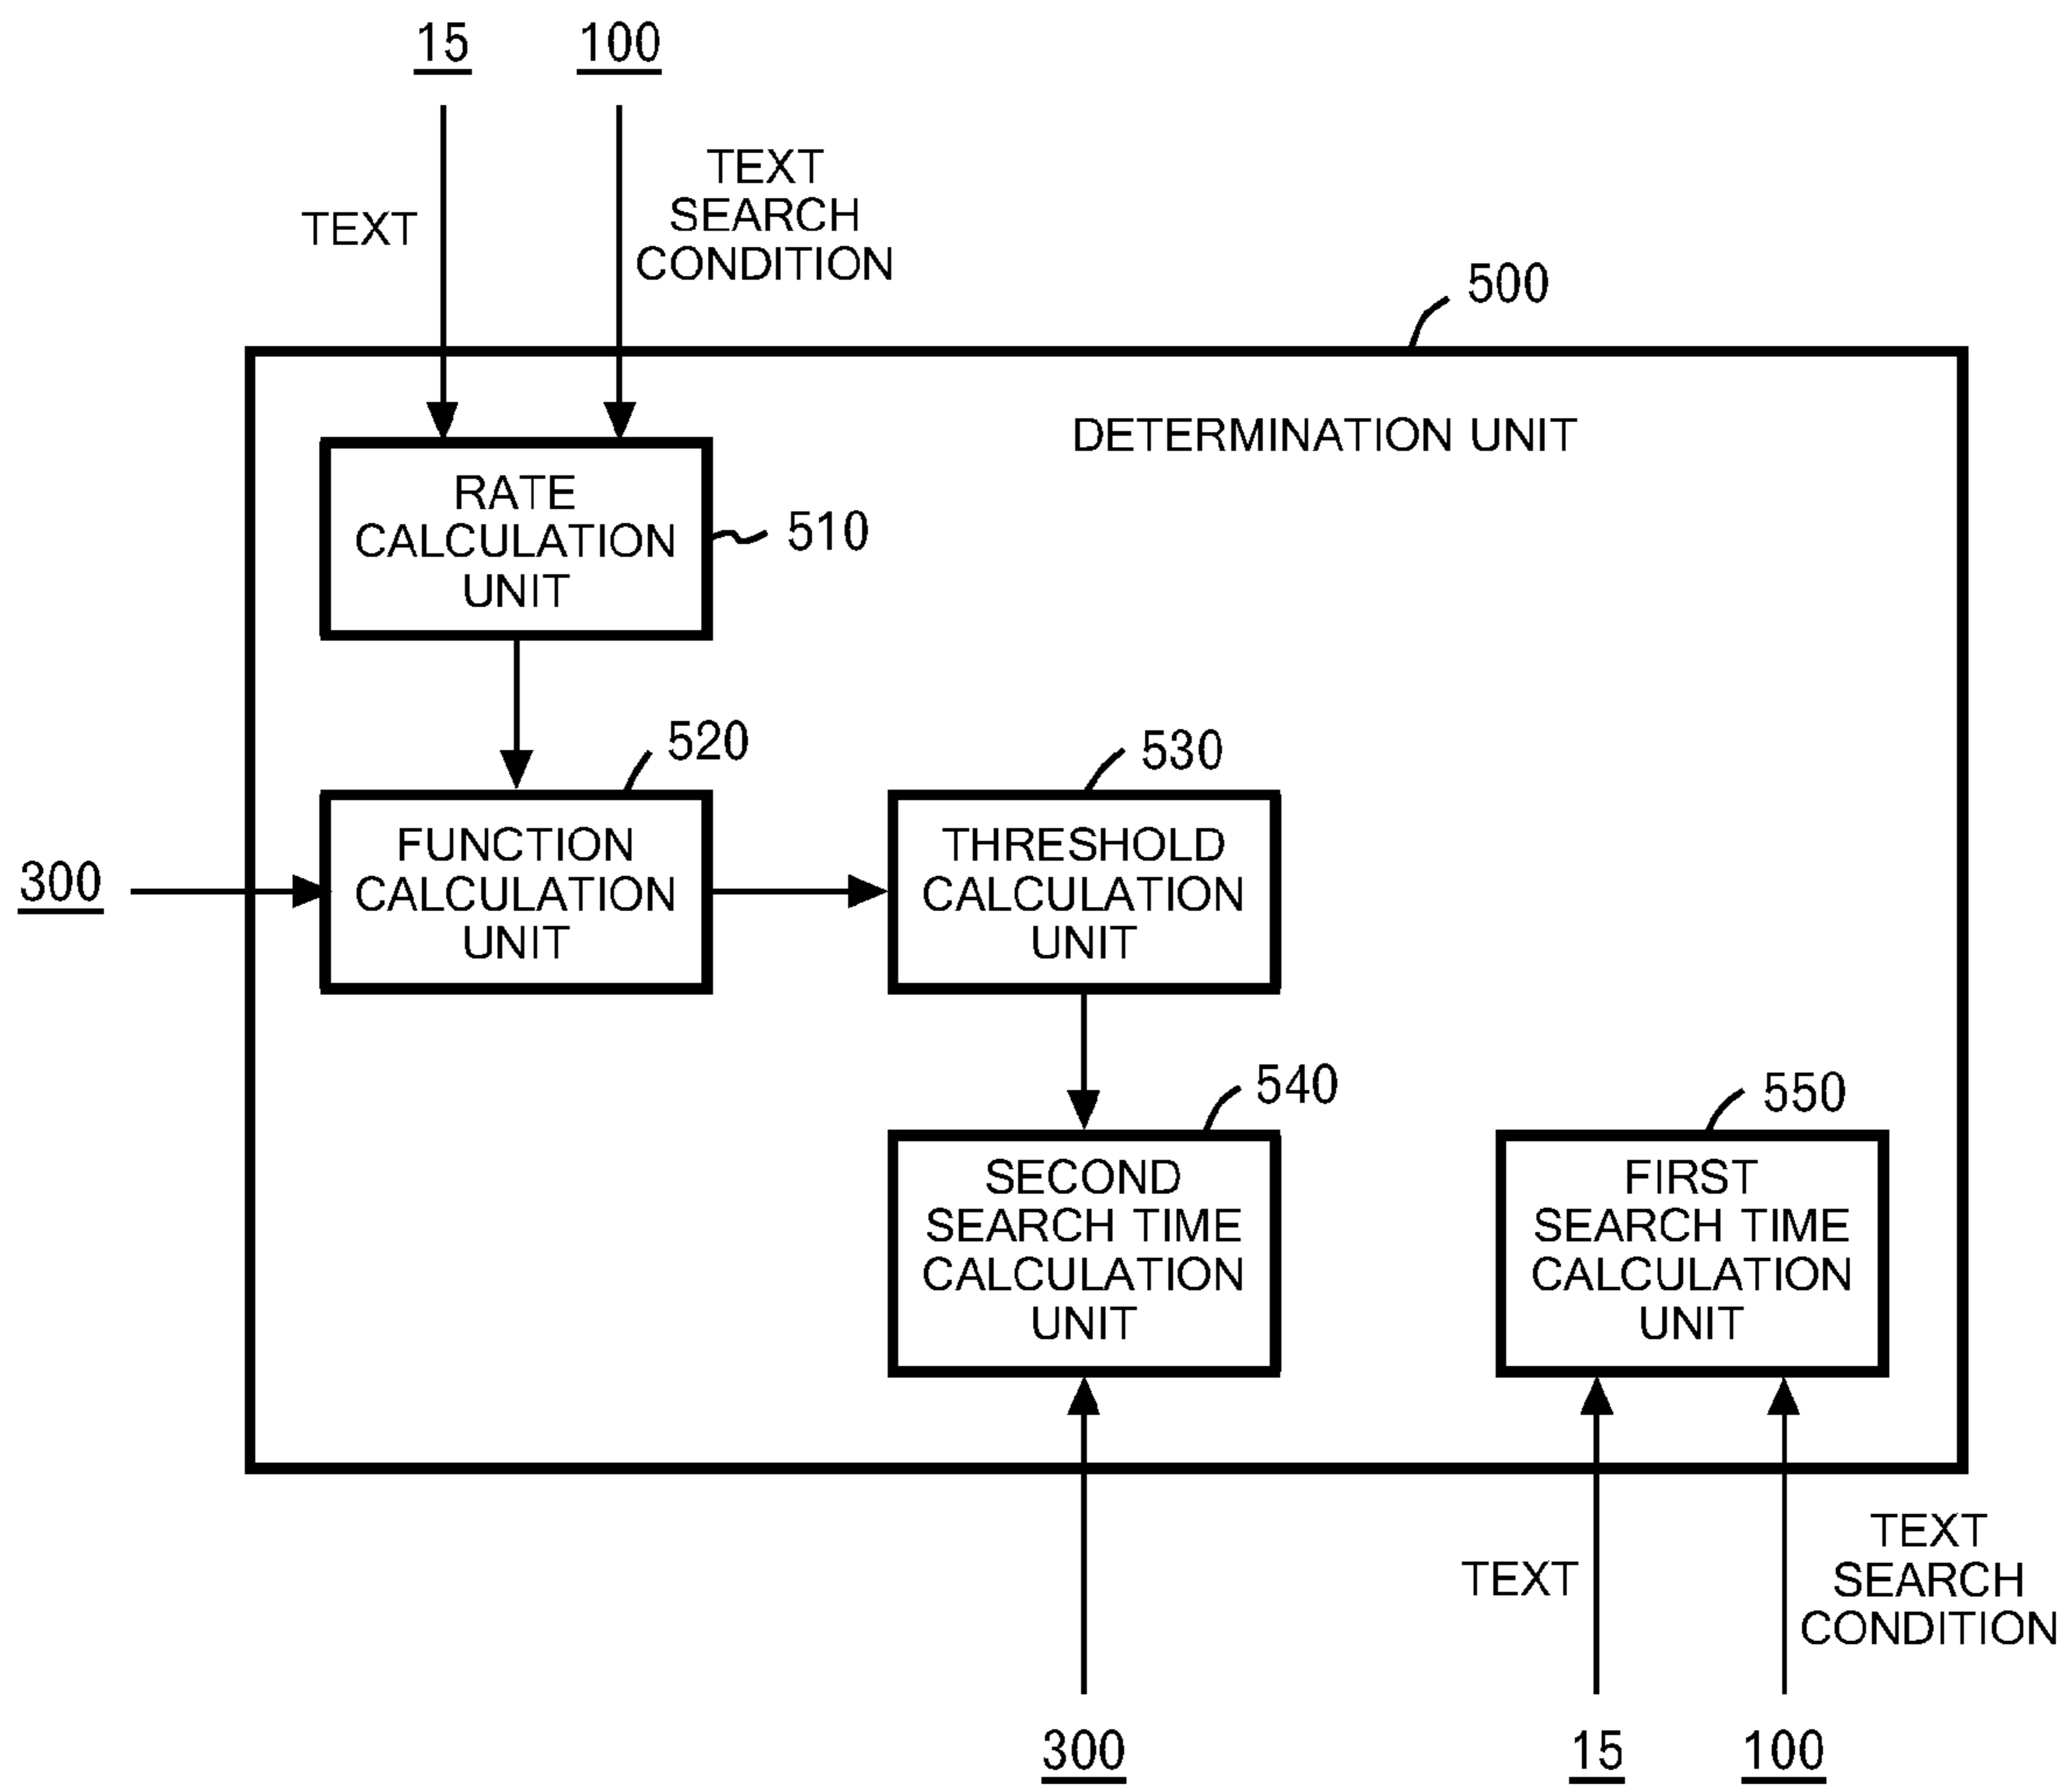 15
100
TEXT
TEXT
SEARCH
CONDITION
500
DETERMINATION UNIT
RATE
CALCULATION
UNIT
510
520
530
300
FUNCTION
CALCULATION
UNIT
THRESHOLD
CALCULATION
UNIT
540
550
SECOND
SEARCH TIME
CALCULATION
UNIT
FIRST
SEARCH TIME
CALCULATION
UNIT
TEXT
TEXT
SEARCH
CONDITION
300
15
100